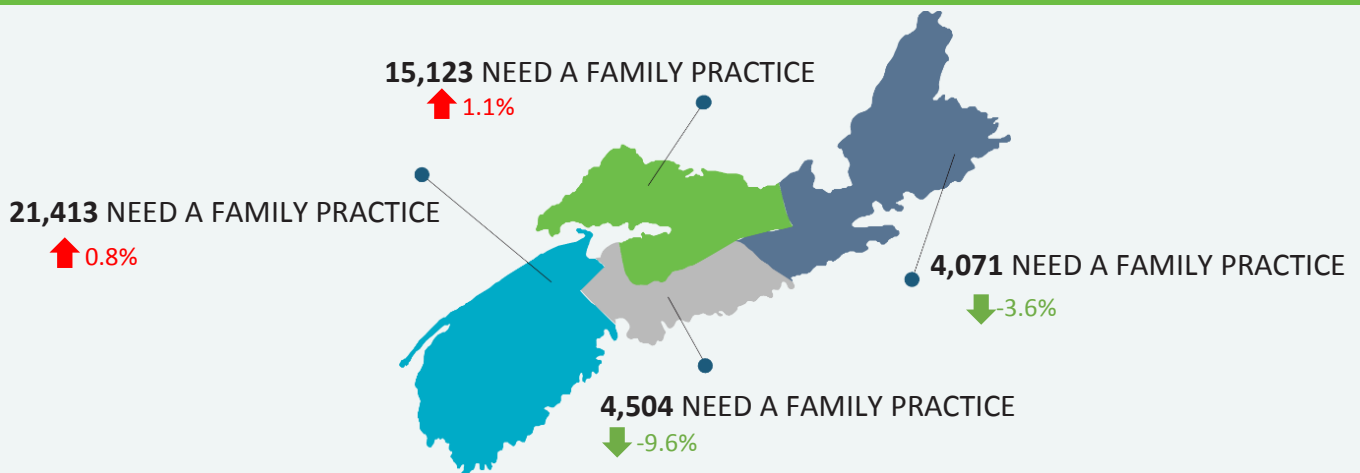 15,123 NEED A FAMILY PRACTICE
1.1%
21,413 NEED A FAMILY PRACTICE
0.8%
4,071 NEED A FAMILY PRACTICE
-3.6%
4,504 NEED A FAMILY PRACTICE
-9.6%